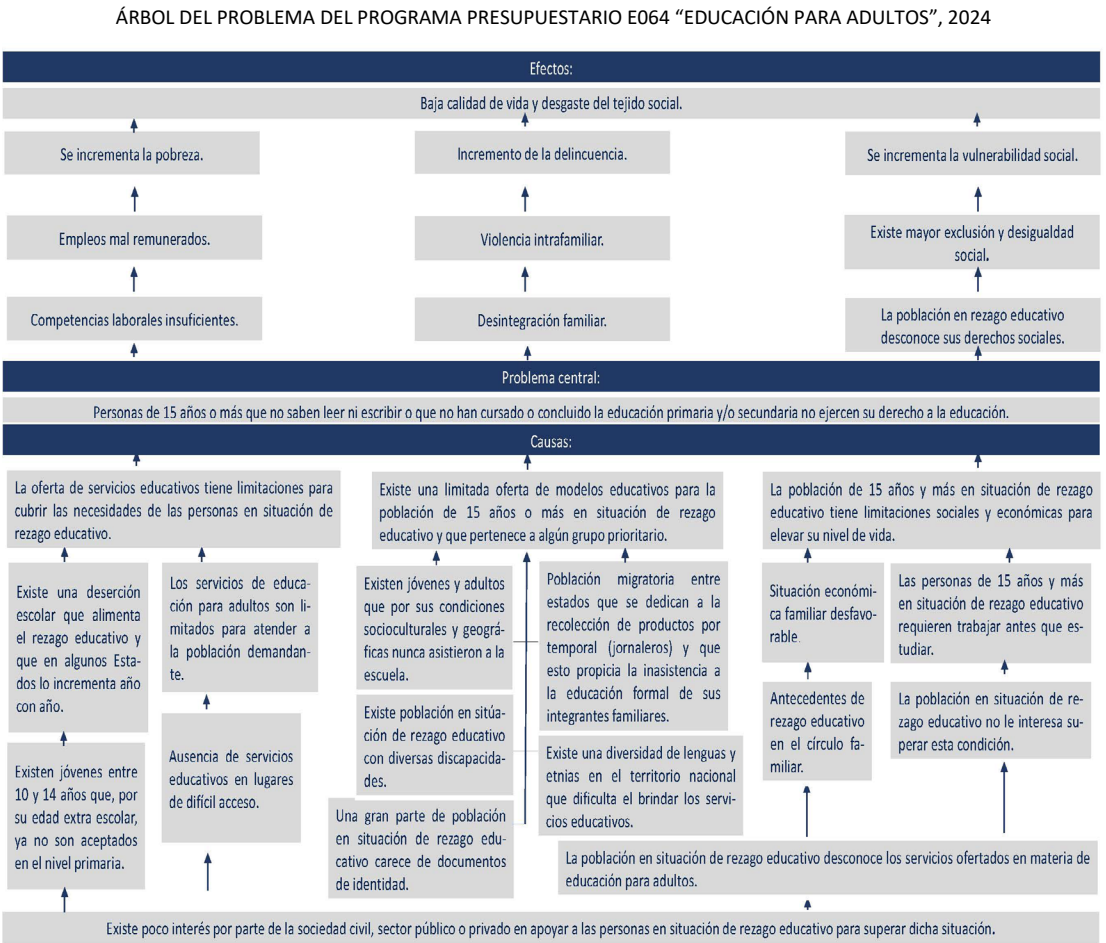 ÁRBOL DEL PROBLEMA DEL PROGRAMA PRESUPUESTARIO E064 “EDUCACIÓN PARA ADULTOS”, 2024
Efectos:
Baja calidad de vida y desgaste del tejido social.
Se incrementa la pobreza.
Incremento de la delincuencia.
Se incrementa la vulnerabilidad social.
Empleos mal remunerados.
Violencia intrafamiliar.
Existe mayor exclusión y desigualdad
social.
Competencias laborales insuficientes.
Desintegración familiar.
La población en rezago educativo
desconoce sus derechos sociales.
Problema central:
Personas de 15 años o más que no saben leer ni escribir o que no han cursado o concluido la educación primaria y/o secundaria no ejercen su derecho a la educación.
Causas:
La oferta de servicios educativos tiene limitaciones para
cubrir las necesidades de las personas en situación de
rezago educativo.
Existe una limitada oferta de modelos educativos para la
población de 15 años o más en situación de rezago
educativo y que pertenece a algún grupo prioritario.
La población de 15 años y más en situación de rezago
educativo tiene limitaciones sociales y económicas para
elevar su nivel de vida.
Existe una deserción
escolar que alimenta
el rezago educativo y
que en algunos Esta-
dos lo incrementa año
con año.
Los servicios de educa-
ción para adultos son li-
mitados para atender a
la población demandan-
te.
Existen jóvenes y adultos
que por sus condiciones
socioculturales y geográ-
ficas nunca asistieron a la
escuela.
Población migratoria entre
estados que se dedican a la
recolección de productos por
temporal (jornaleros) y que
esto propicia la inasistencia a
la educación formal de sus
integrantes familiares.
Situación económi-
ca familiar desfavo-
rable.
Las personas de 15 años y más
en situación de rezago educativo
requieren trabajar antes que es-
tudiar.
Existen jóvenes entre
10 y 14 años que, por
su edad extra escolar,
ya no son aceptados
en el nivel primaria.
Ausencia de servicios
educativos en lugares
de difícil acceso.
Existe población en sitúa-
ción de rezago educativo
con diversas discapacida-
des.
Existe una diversidad de lenguas y
etnias en el territorio nacional
que dificulta el brindar los servi-
cios educativos.
Antecedentes de
rezago educativo
en el círculo fa-
miliar.
La población en situación de re-
zago educativo no le interesa su-
perar esta condición.
Una gran parte de población
en situación de rezago edu-
cativo carece de documentos
de identidad.
La población en situación de rezago educativo desconoce los servicios ofertados en materia de
educación para adultos.
Existe poco interés por parte de la sociedad civil, sector público o privado en apoyar a las personas en situación de rezago educativo para superar dicha situación.